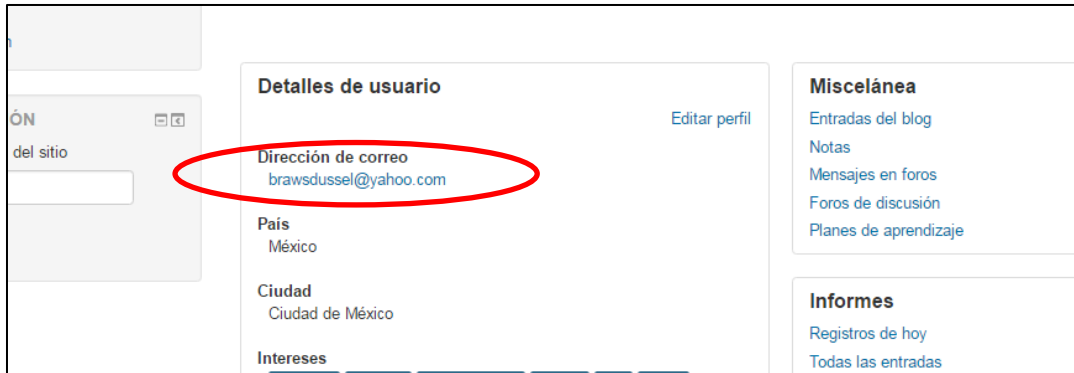 ÓN
del sitio
Detalles de usuario
Editar perfil
Dirección de correo
brawsdussel@yahoo.com
País
México
Ciudad
Ciudad de México
Intereses
Miscelánea
Entradas del blog
Notas
Mensajes en foros
Foros de discusión
Planes de aprendizaje
Informes
Registros de hoy
Todas las entradas